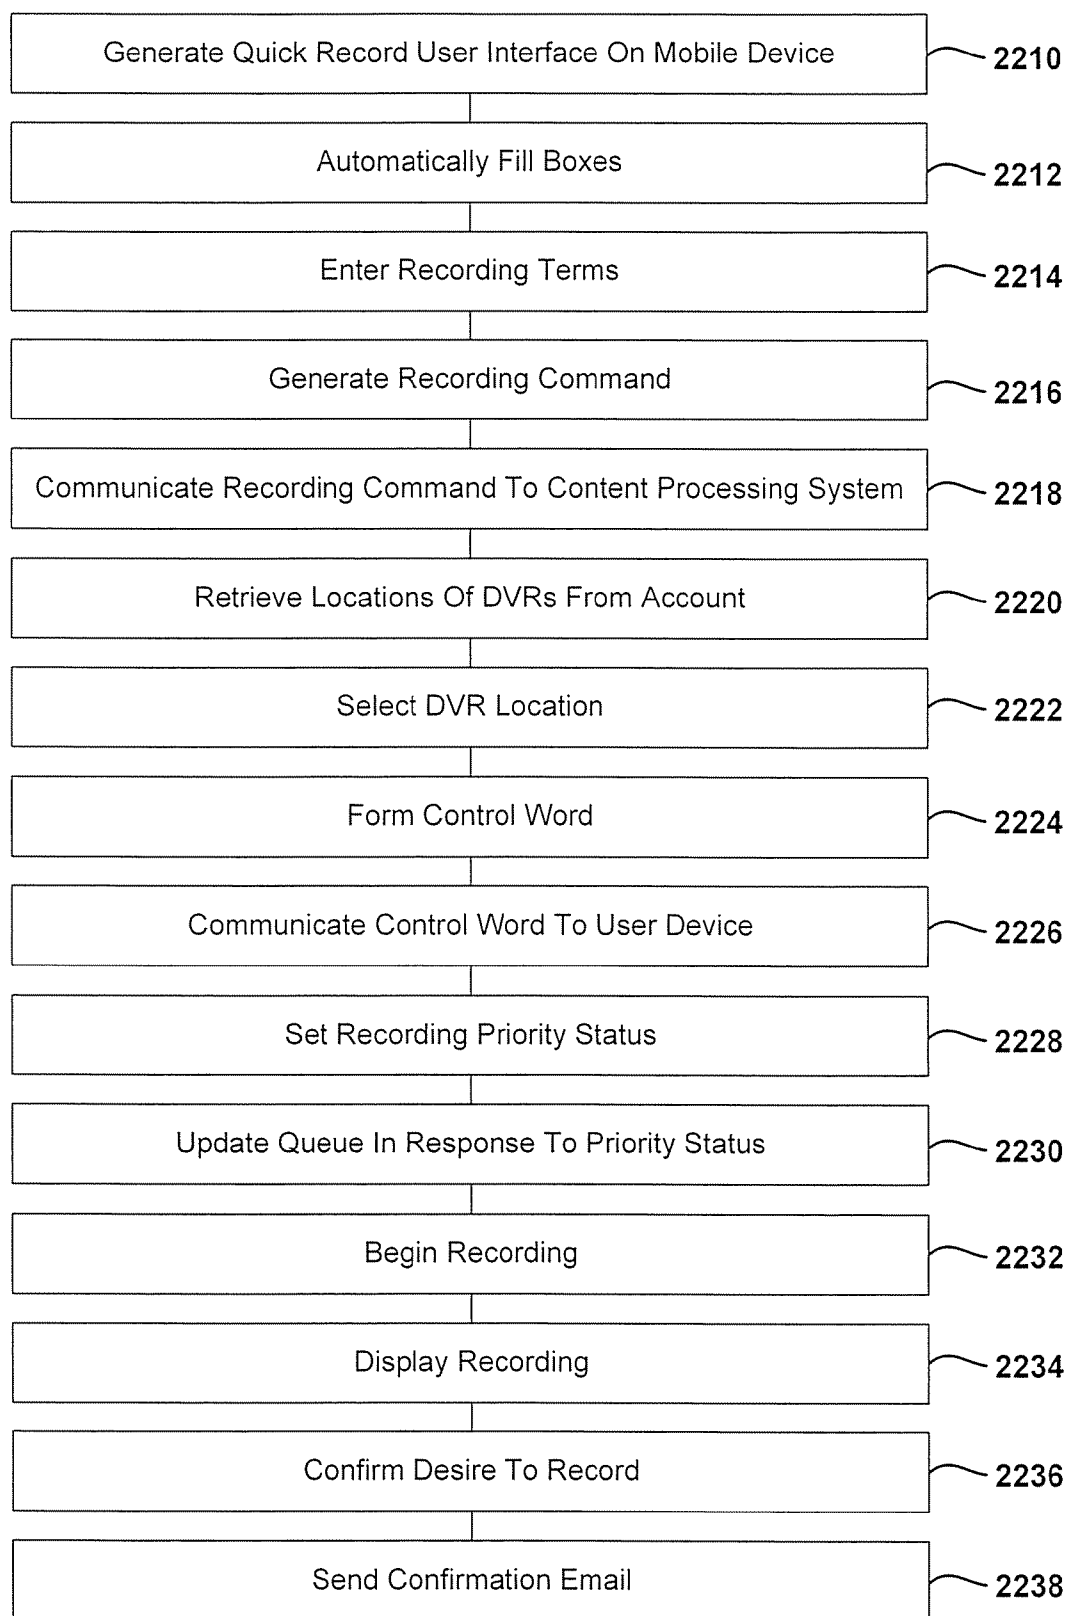 Generate Quick Record User Interface On Mobile Device 2210
Automatically Fill Boxes 2212
Enter Recording Terms 2214
Generate Recording Command 2216
Communicate Recording Command To Content Processing System 2218
Retrieve Locations Of DVRs From Account 2220
Select DVR Location 2222
Form Control Word 2224
Communicate Control Word To User Device 2226
Set Recording Priority Status 2228
Update Queue In Response To Priority Status 2230
Begin Recording 2232
Display Recording 2234
Confirm Desire To Record 2236
Send Confirmation Email 2238